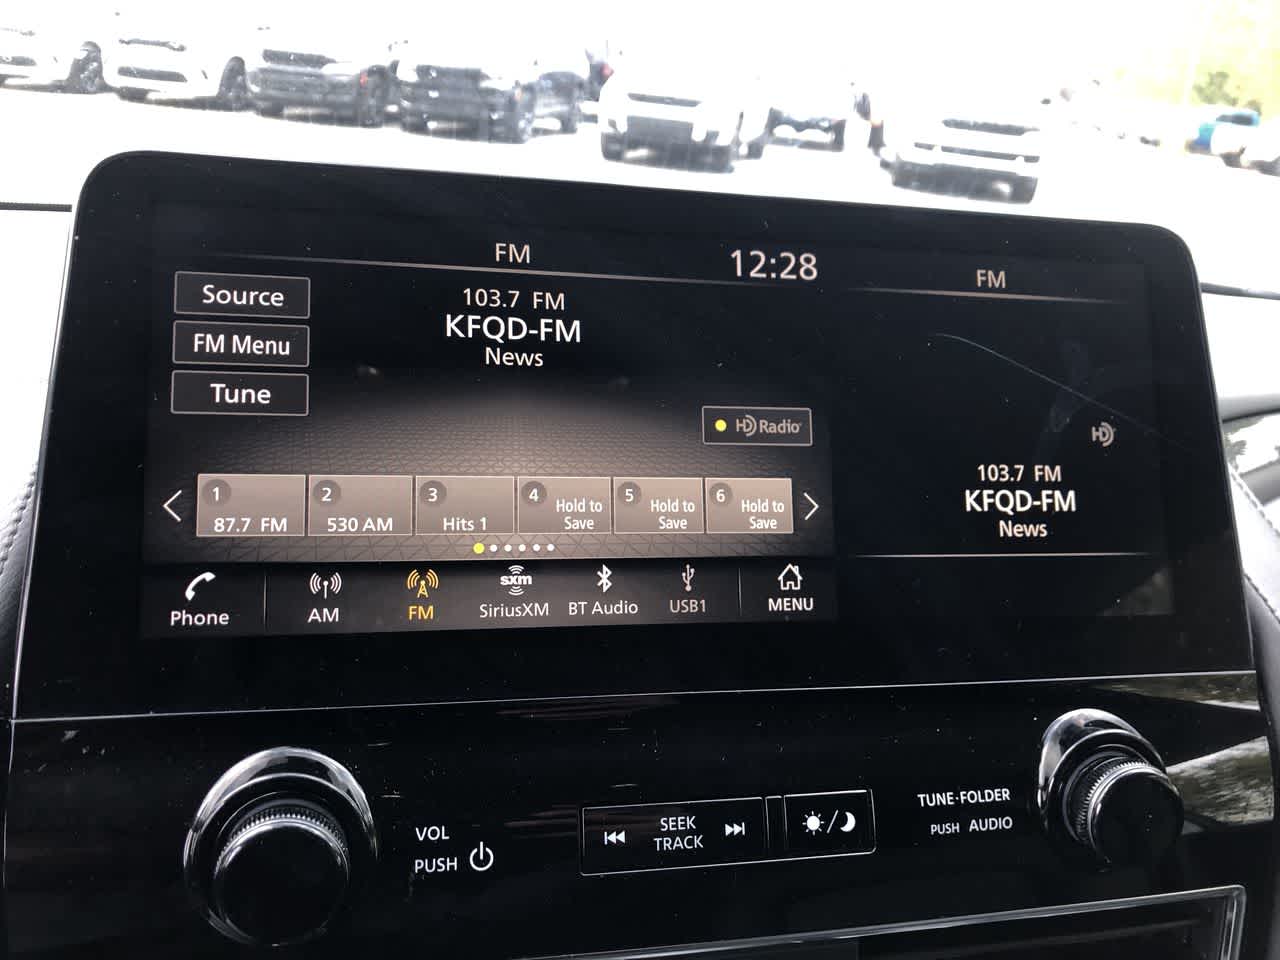 FM
12:28
FM
Source
103.7 FM
KFQD-FM
News
FM Menu
Tune
HD Radio
HD
1
87.7 FM
2
530 AM
3
Hits 1
4
Hold to
Save
5
Hold to
Save
6
Hold to
Save
103.7 FM
KFQD-FM
News
Phone
AM
FM
sxm
SiriusXM
BT Audio
USB1
MENU
VOL
PUSH
SEEK
TRACK
TUNE·FOLDER
PUSH AUDIO